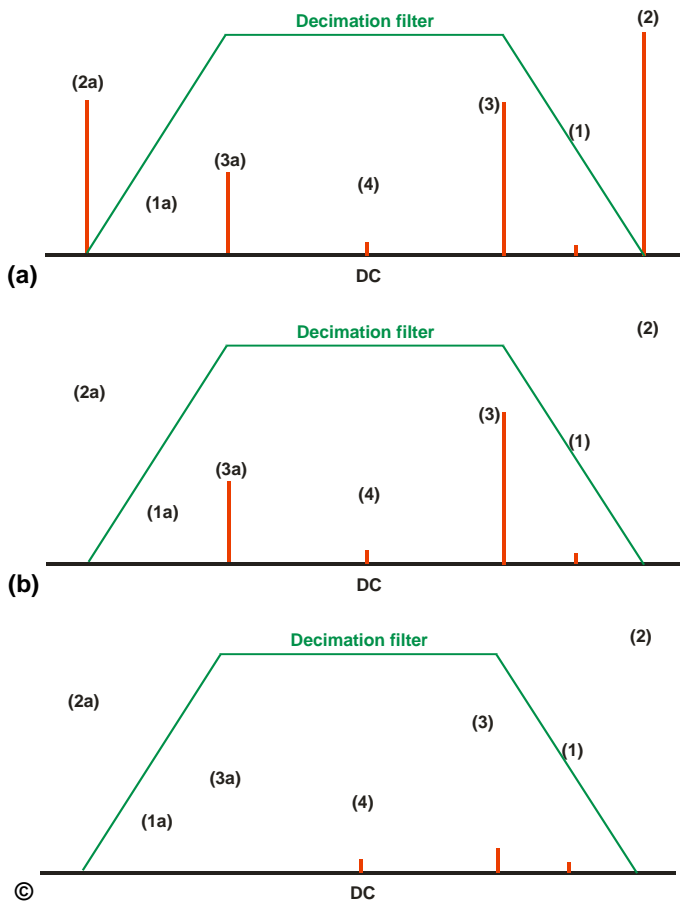 Decimation filter
(2)
(2a)
(3)
(1)
(3a)
(4)
(1a)
(a)
DC
Decimation filter
(2)
(2a)
(3)
(1)
(3a)
(4)
(1a)
(b)
DC
Decimation filter
(2)
(2a)
(3)
(1)
(3a)
(4)
(1a)
©
DC